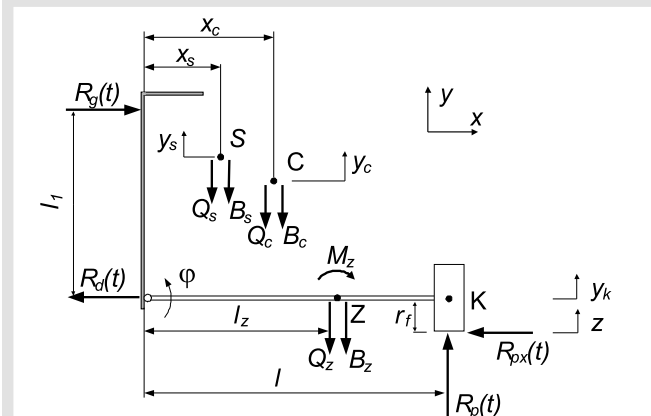 x_c
x_s
R_g(t)
y
x
y_s
S
C
y_c
l_1
Q_s
B_s
Q_c
B_c
M_z
R_d(t)
φ
K
y_k
l_z
Z
r_f
z
Q_z
B_z
R_px(t)
l
R_p(t)